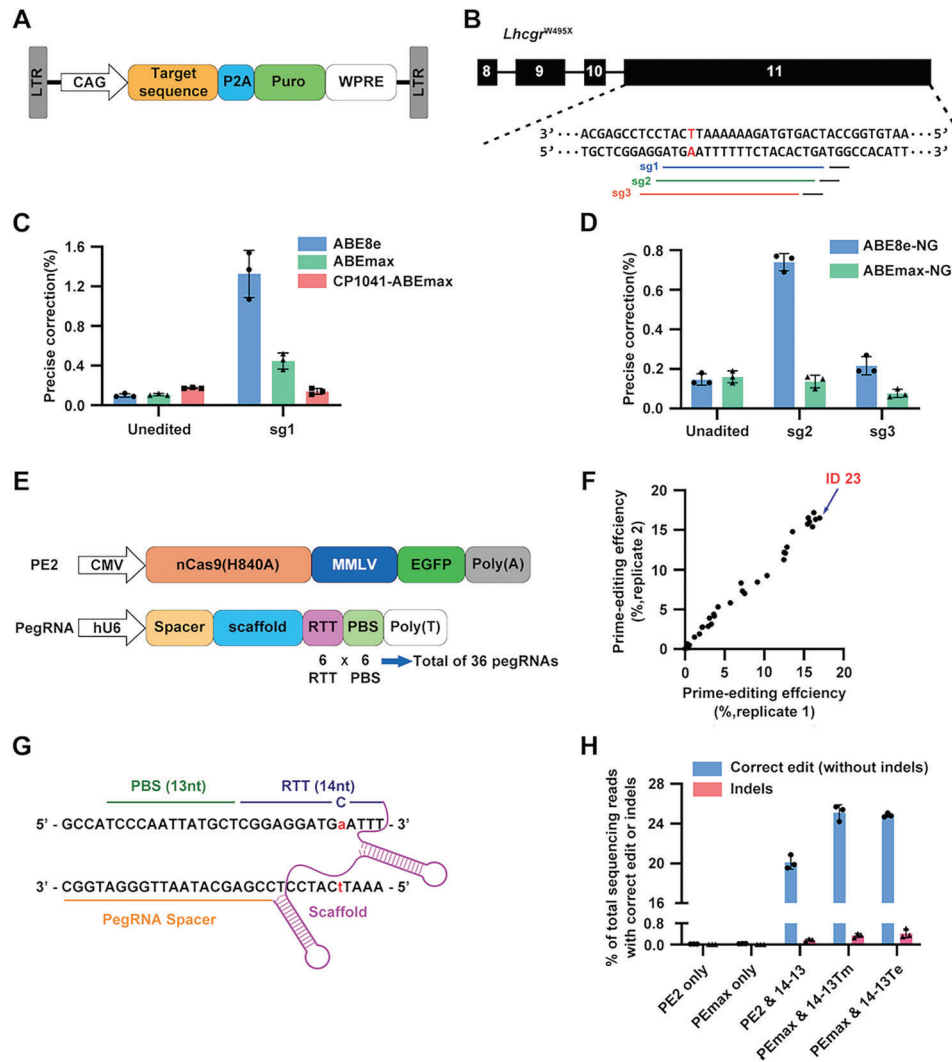 A
LTR
CAG
Target
sequence
P2A
Puro
WPRE
LTR
B
Lhcgr^W495X
8
9
10
11
3’···ACGAGCCTCCTACTTAAAAAAGATGTGACTACCGGTGTAA···5’
5’···TGCTCGGAGGATGAATTTTTTCTACACTGATGGCCACATT···3’
sg1
sg2
sg3
C
Precise correction(%)
1.6
1.2
0.8
0.4
0.0
ABE8e
ABEmax
CP1041-ABEmax
Unedited
sg1
D
Precise correction(%)
0.8
0.6
0.4
0.2
0.0
ABE8e-NG
ABEmax-NG
Unadited
sg2
sg3
E
PE2
CMV
nCas9(H840A)
MMLV
EGFP
Poly(A)
PegRNA
hU6
Spacer
scaffold
RTT
PBS
Poly(T)
6 x 6
RTT PBS
Total of 36 pegRNAs
F
ID 23
Prime-editing effciency
(%,replicate 2)
20
15
10
5
0
0 5 10 15 20
Prime-editing effciency
(%,replicate 1)
G
PBS (13nt)
RTT (14nt)
C
5' - GCCATCCCAATTATGCTCGGAGGATGaATTT - 3'
3' - CGGTAGGGTTAATACGAGCCTCCTACtTAAA - 5'
PegRNA Spacer
Scaffold
H
% of total sequencing reads
with correct edit or indels
28
24
20
16
0.8
0.0
Correct edit (without indels)
Indels
PE2 only
PEmax only
PE2 & 14-13
PEmax & 14-13Tm
PEmax & 14-13Te